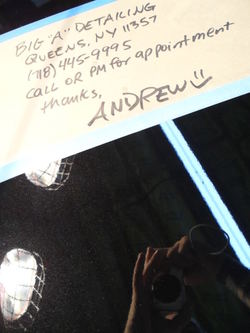 BIG "A" DETAILING
QUEENS, NY 11357
(718) 445-9995
CALL OR PM for appointment
thanks,
ANDREW